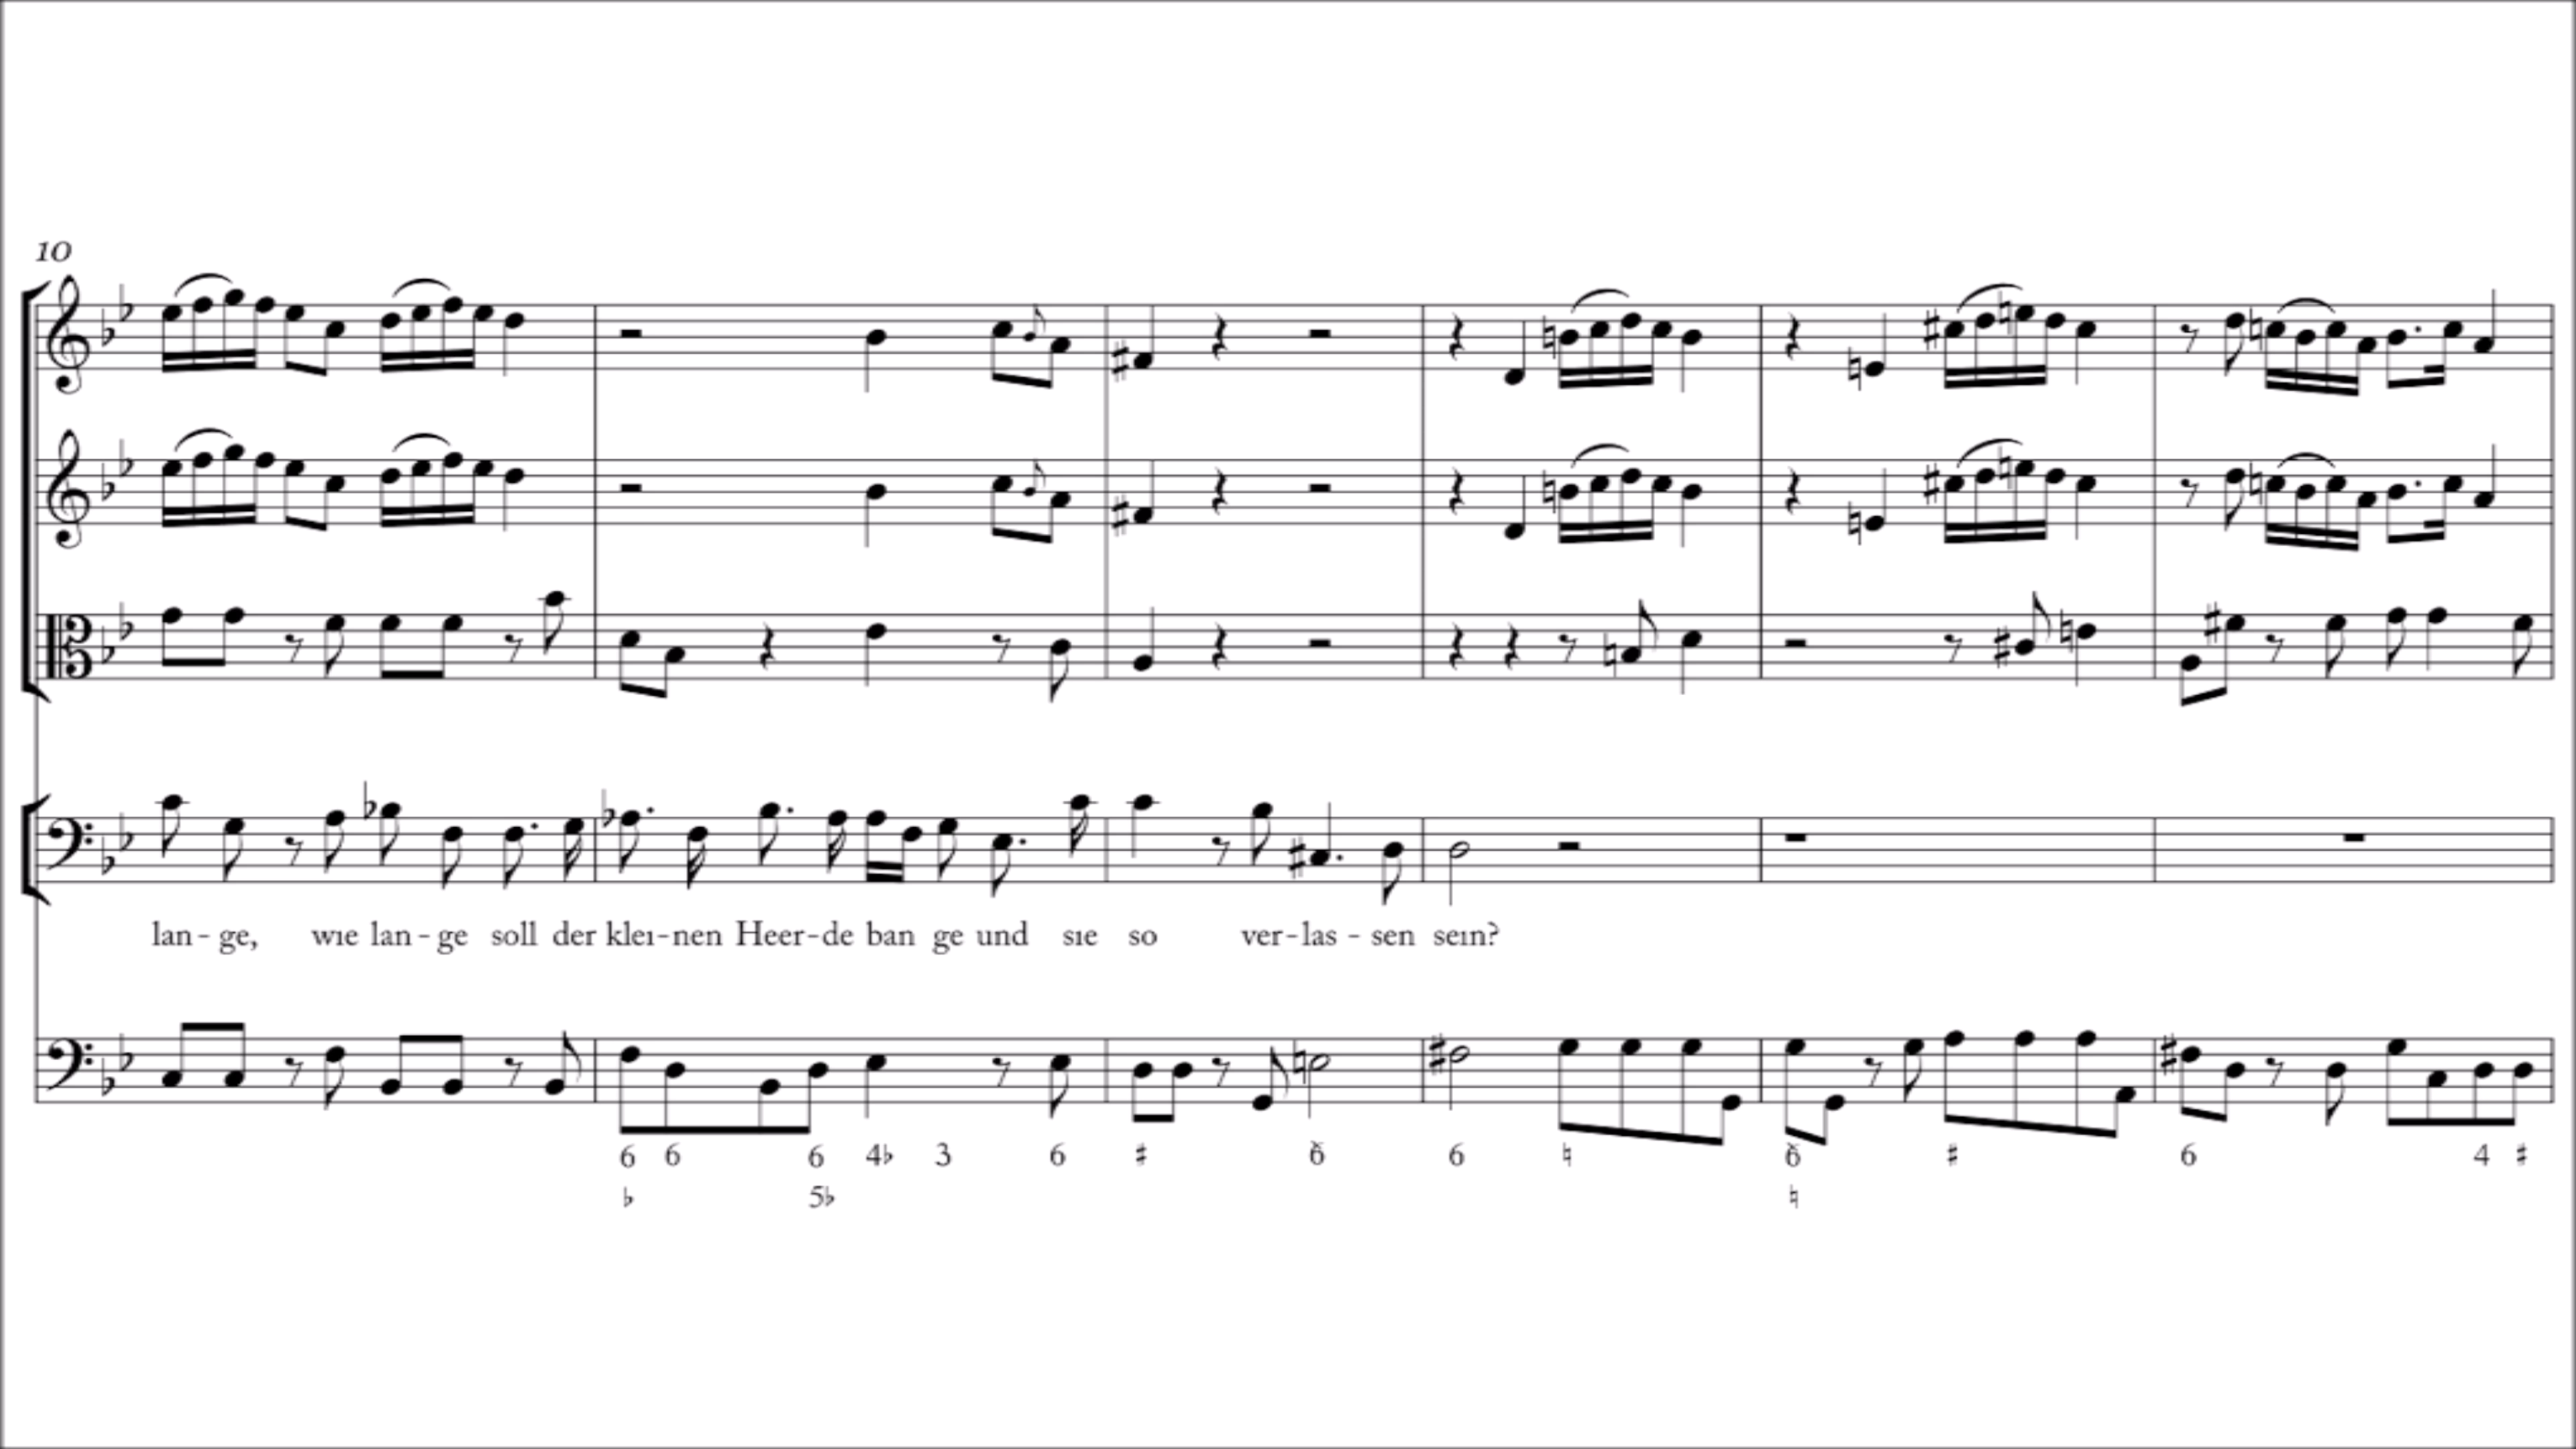 10
lan - ge, wie lan - ge soll der klei-nen Heer-de ban ge und sie so ver-las - sen sein?
6 6 6 4♭ 3 6 ♯ 6 6 ♮ 6 ♯ 6 4 ♯
♭ 5♭ ♮